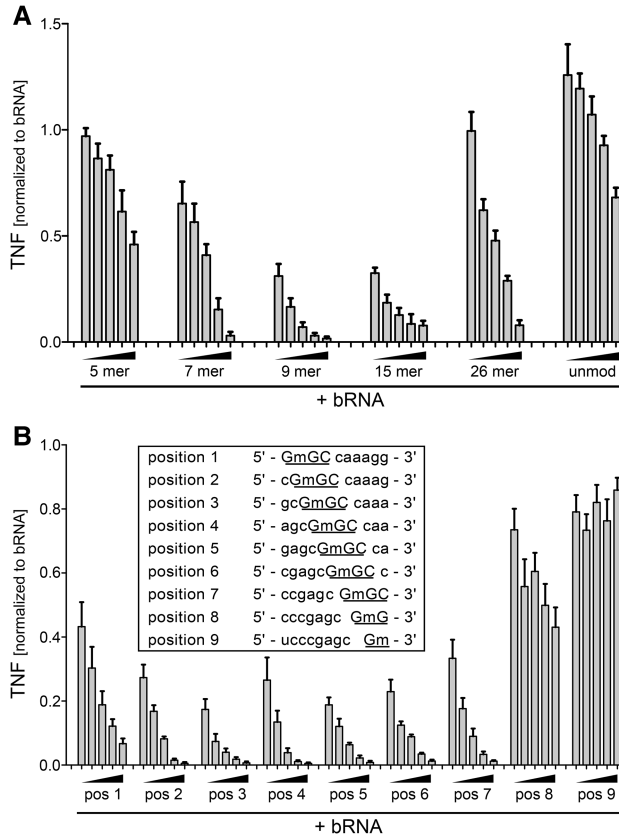 A
TNF [normalized to bRNA]
1.5
1.0
0.5
0.0
5 mer 7 mer 9 mer 15 mer 26 mer unmod
+ bRNA
B
TNF [normalized to bRNA]
1.0
0.8
0.6
0.4
0.2
0.0
position 1 5' - GmGC caaagg - 3'
position 2 5' - cGmGC caaag - 3'
position 3 5' - gcGmGC caaa - 3'
position 4 5' - agcGmGC caa - 3'
position 5 5' - gagcGmGC ca - 3'
position 6 5' - cgagcGmGC c - 3'
position 7 5' - ccgagc GmGC - 3'
position 8 5' - cccgagc GmG - 3'
position 9 5' - ucccgagc Gm - 3'
pos 1 pos 2 pos 3 pos 4 pos 5 pos 6 pos 7 pos 8 pos 9
+ bRNA